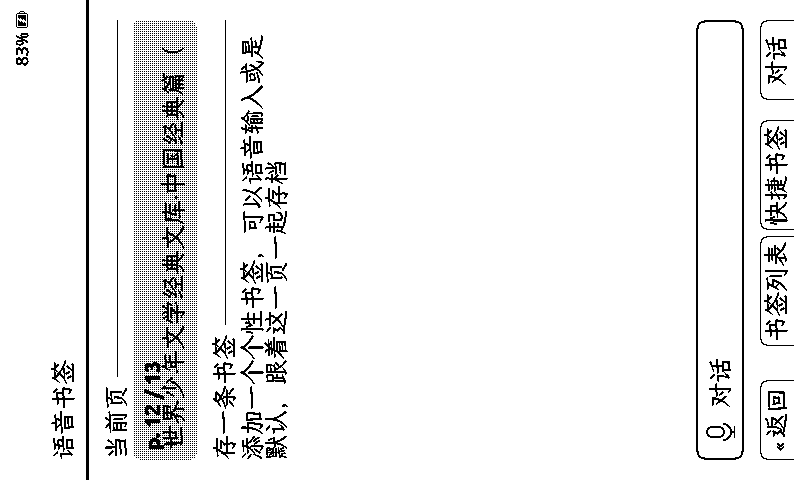 83%
语音书签
当前页
p. 12 / 13
世界少年文学经典文库.中国经典篇（
存一条书签
添加一个个性书签，可以语音输入或是
默认，跟着这一页一起存档
对话
«返回
书签列表
快捷书签
对话